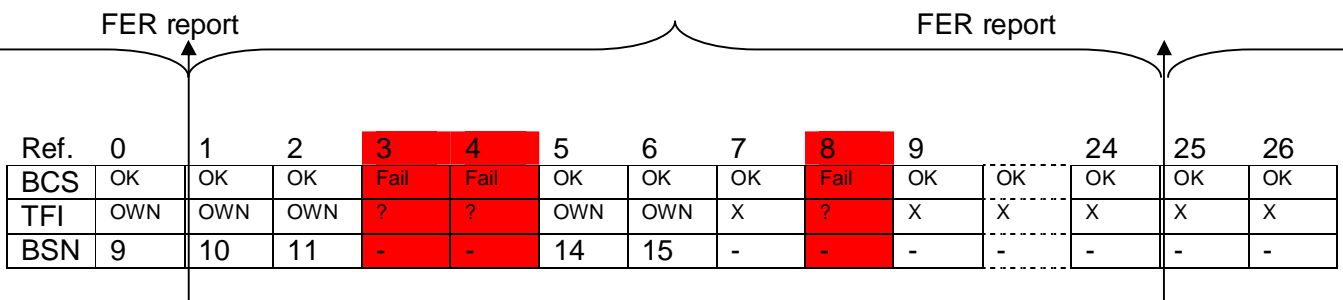 FER report FER report
Ref. 0 1 2 3 4 5 6 7 8 9 24 25 26
BCS OK OK OK Fail Fail OK OK OK Fail OK OK OK OK OK
TFI OWN OWN OWN ? ? OWN OWN X ? X X X X X
BSN 9 10 11 - - 14 15 - - - - - - -